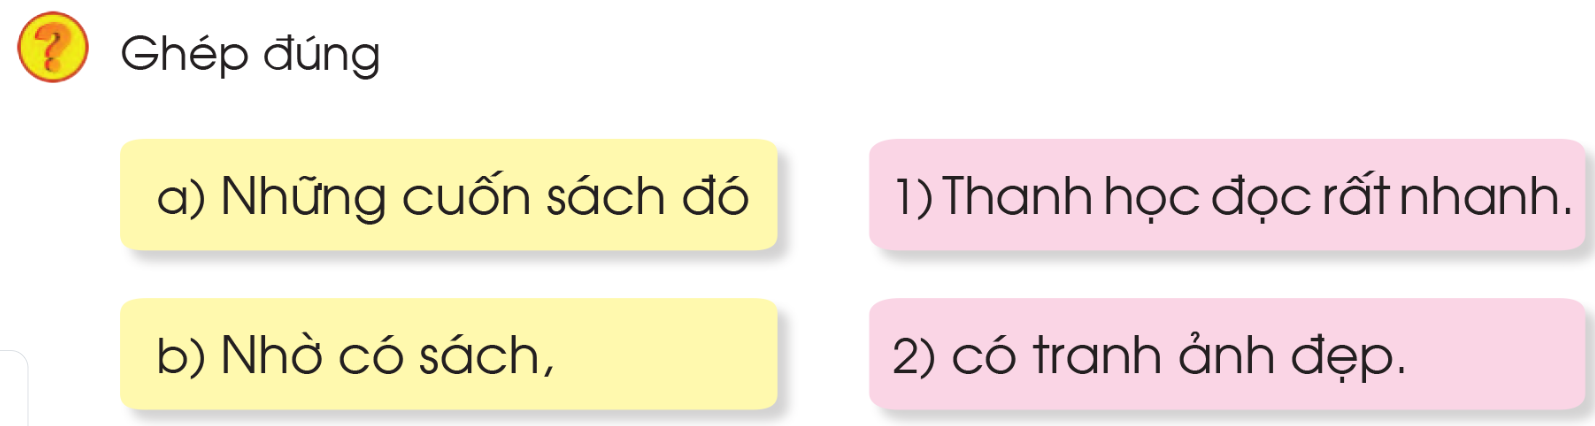 ?
Ghép đúng
a) Những cuốn sách đó
1) Thanh học đọc rất nhanh.
b) Nhờ có sách,
2) có tranh ảnh đẹp.